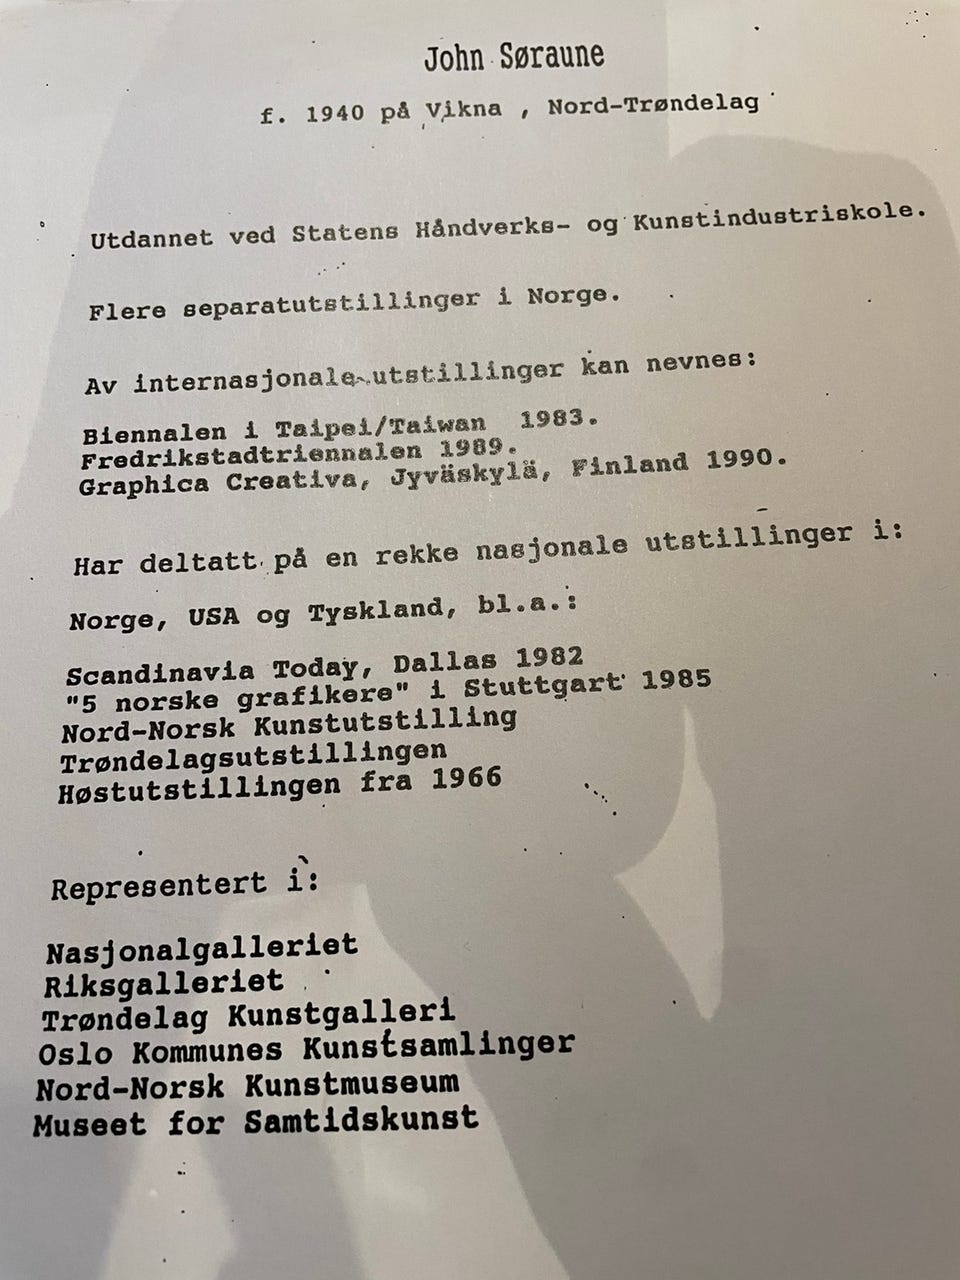 John Søraune
f. 1940 på Vikna , Nord-Trøndelag
Utdannet ved Statens Håndverks- og Kunstindustriskole.
Flere separatutstillinger i Norge.
Av internasjonale utstillinger kan nevnes:
Biennalen i Taipei/Taiwan 1983.
Fredrikstadtriennalen 1989.
Graphica Creativa, Jyväskylä, Finland 1990.
Har deltatt på en rekke nasjonale utstillinger i:
Norge, USA og Tyskland, bl.a.:
Scandinavia Today, Dallas 1982
"5 norske grafikere" i Stuttgart 1985
Nord-Norsk Kunstutstilling
Trøndelagsutstillingen
Høstutstillingen fra 1966
Representert i:
Nasjonalgalleriet
Riksgalleriet
Trøndelag Kunstgalleri
Oslo Kommunes Kunstsamlinger
Nord-Norsk Kunstmuseum
Museet for Samtidskunst